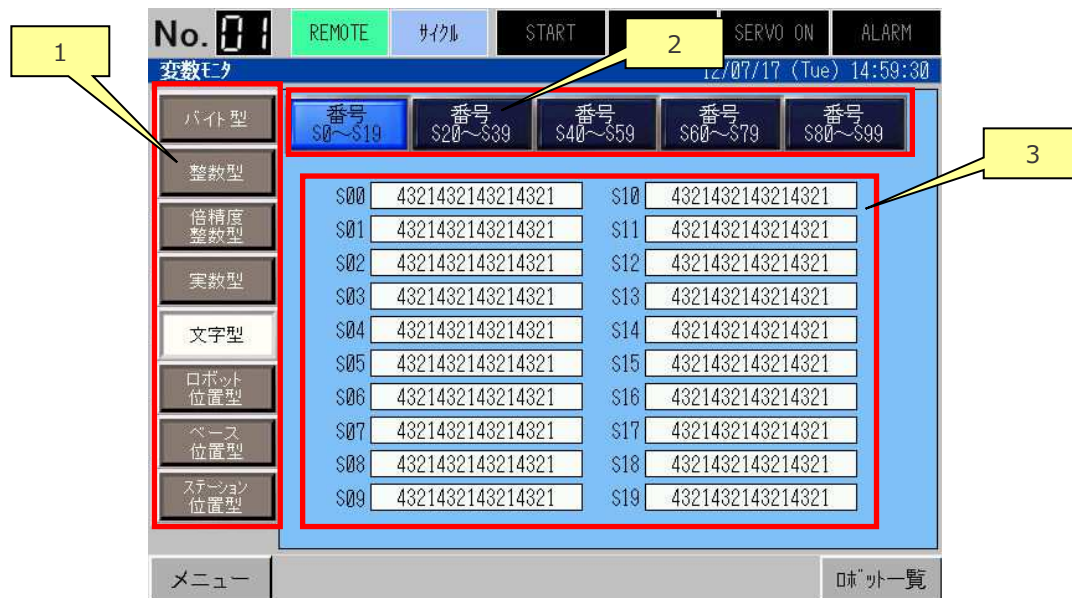 No. 01 REMOTE ｻｲｸﾙ START SERVO ON ALARM
変数ﾓﾆﾀ 12/07/17 (Tue) 14:59:30
1
2
3
バイト型
整数型
倍精度
整数型
実数型
文字型
ロボット
位置型
ベース
位置型
ステーション
位置型
番号
S0～S19
番号
S20～S39
番号
S40～S59
番号
S60～S79
番号
S80～S99
S00 4321432143214321 S10 4321432143214321
S01 4321432143214321 S11 4321432143214321
S02 4321432143214321 S12 4321432143214321
S03 4321432143214321 S13 4321432143214321
S04 4321432143214321 S14 4321432143214321
S05 4321432143214321 S15 4321432143214321
S06 4321432143214321 S16 4321432143214321
S07 4321432143214321 S17 4321432143214321
S08 4321432143214321 S18 4321432143214321
S09 4321432143214321 S19 4321432143214321
メニュー ﾛﾎﾞｯﾄ一覧